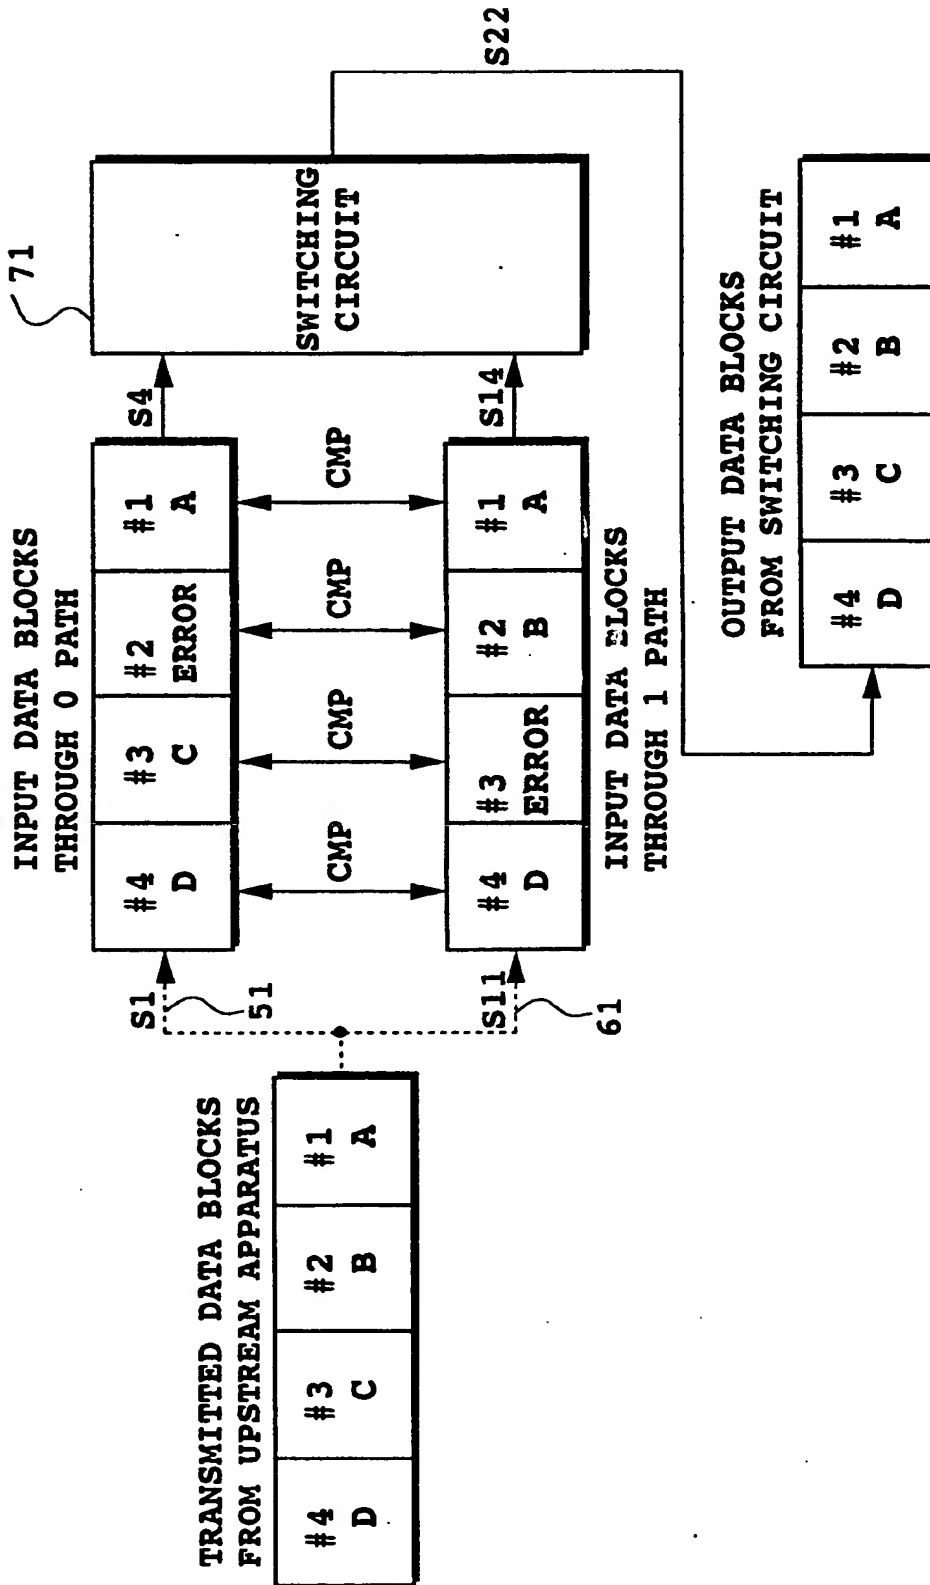 TRANSMITTED DATA BLOCKS
FROM UPSTREAM APPARATUS
#4 #3 #2 #1
D C B A
S1
51
S11
61
INPUT DATA BLOCKS
THROUGH 0 PATH
#4 #3 #2 #1
D C ERROR A
CMP CMP CMP CMP
#4 #3 #2 #1
D ERROR B A
INPUT DATA BLOCKS
THROUGH 1 PATH
S4
S14
71
SWITCHING
CIRCUIT
S22
OUTPUT DATA BLOCKS
FROM SWITCHING CIRCUIT
#4 #3 #2 #1
D C B A